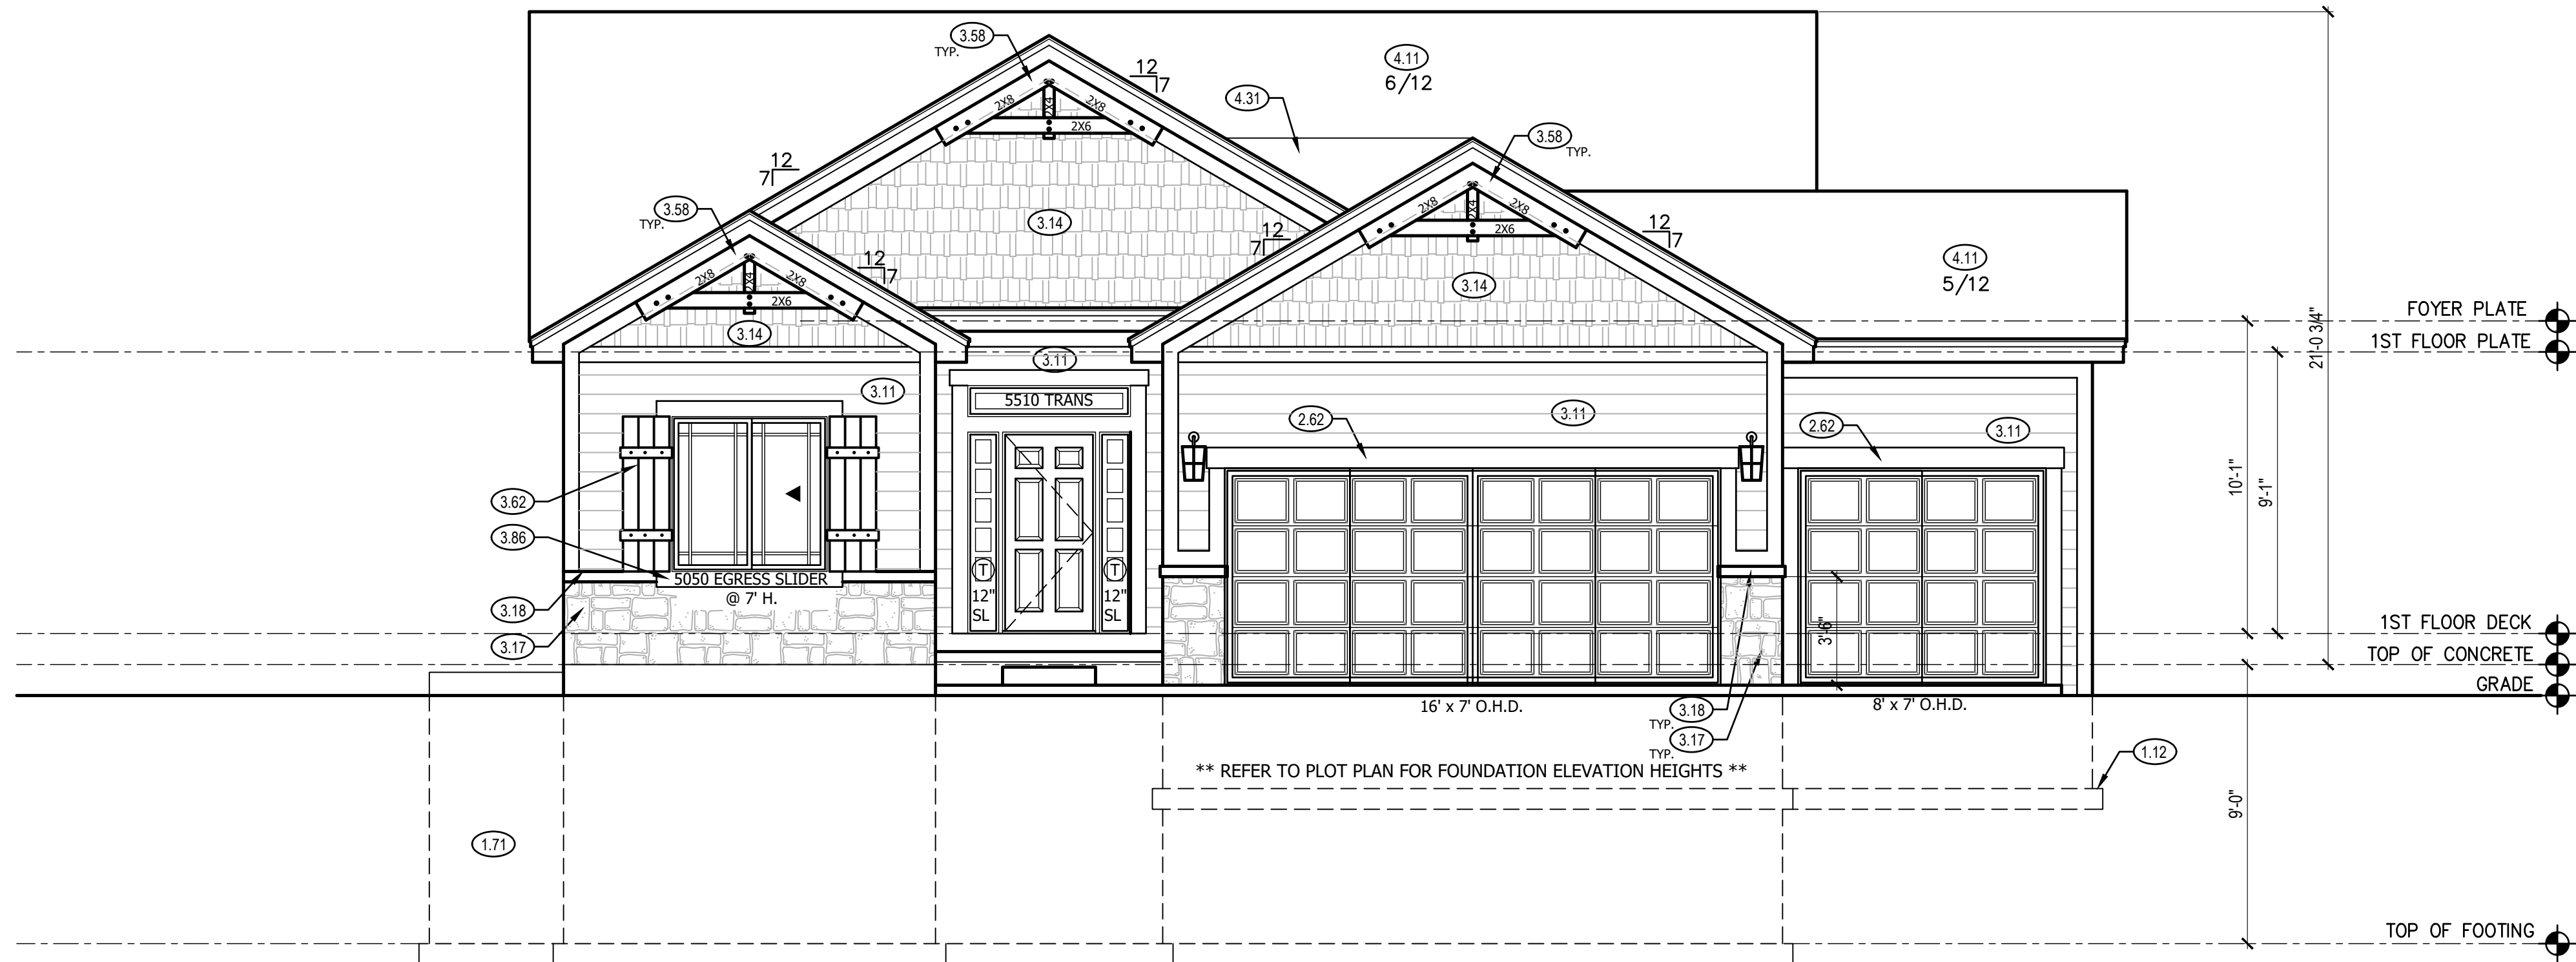 3.58
TYP.
12
7
4.11
6/12
4.31
2X8
2X4
2X8
2X6
3.58
TYP.
12
7
3.58
TYP.
3.14
2X8
2X4
2X8
2X6
12
7
12
7
12
7
4.11
5/12
2X8
2X4
2X8
2X6
3.14
3.14
FOYER PLATE
1ST FLOOR PLATE
21'-0 3/4"
3.11
3.11
5510 TRANS
3.11
2.62
2.62
3.11
10'-1"
9'-1"
3.62
3.86
5050 EGRESS SLIDER
@ 7' H.
T
12"
SL
T
12"
SL
3.18
3.17
3'-6"
1ST FLOOR DECK
TOP OF CONCRETE
GRADE
16' x 7' O.H.D.
3.18
TYP.
3.17
TYP.
8' x 7' O.H.D.
** REFER TO PLOT PLAN FOR FOUNDATION ELEVATION HEIGHTS **
1.12
9'-0"
1.71
TOP OF FOOTING